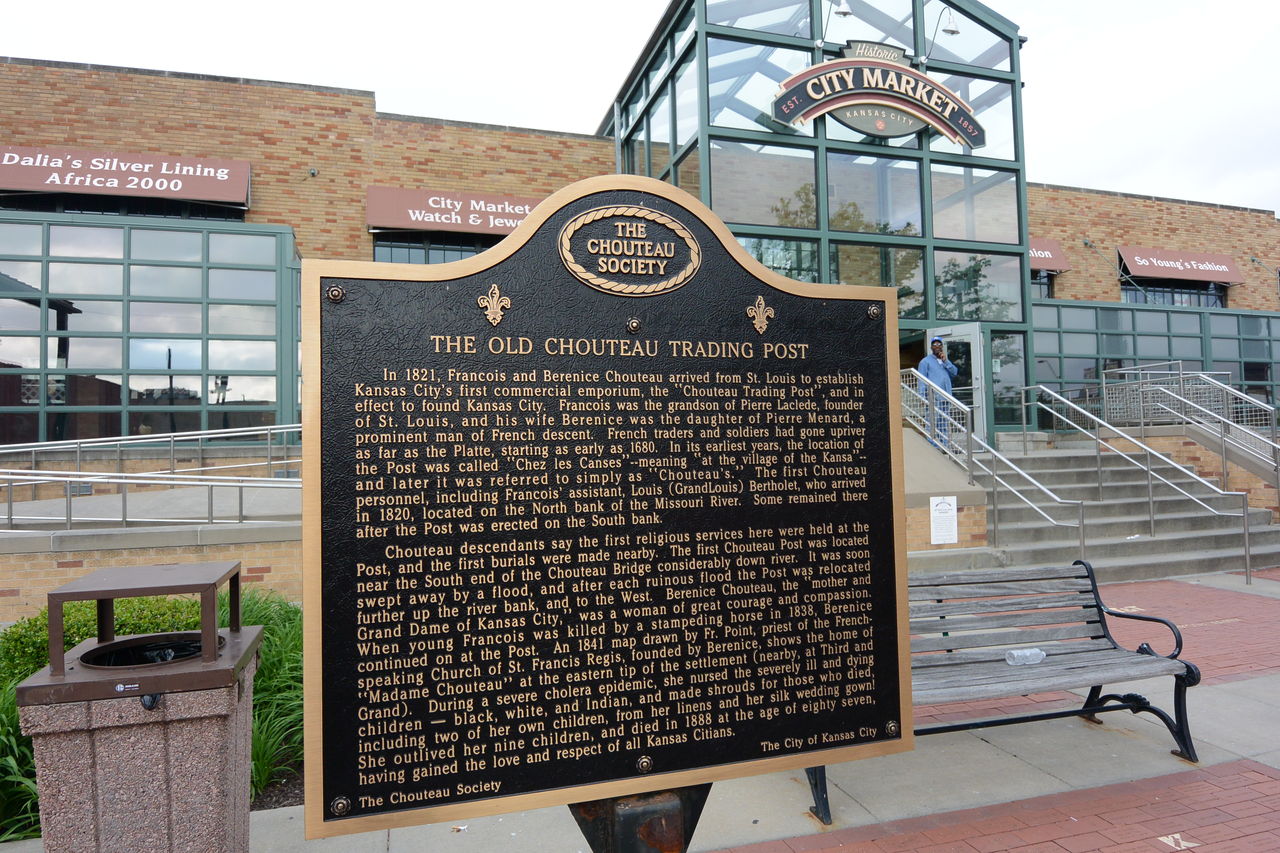 Historic
CITY MARKET
EST. 1857
KANSAS CITY
Dalia's Silver Lining
Africa 2000
City Market
Watch & Jewe
So Young's Fashion
THE
CHOUTEAU
SOCIETY
THE OLD CHOUTEAU TRADING POST
In 1821, Francois and Berenice Chouteau arrived from St. Louis to establish
Kansas City's first commercial emporium, the "Chouteau Trading Post", and in
effect to found Kansas City. Francois was the grandson of Pierre Laclede, founder
of St. Louis, and his wife Berenice was the daughter of Pierre Menard, a
prominent man of French descent. French traders and soldiers had gone upriver
as far as the Platte, starting as early as 1680. In its earliest years, the location of
the Post was called "Chez les Canses"--meaning "at the village of the Kansa"--
and later it was referred to simply as "Chouteau's." The first Chouteau
personnel, including Francois' assistant, Louis (GrandLouis) Bertholet, who arrived
in 1820, located on the North bank of the Missouri River. Some remained there
after the Post was erected on the South bank.
Chouteau descendants say the first religious services here were held at the
Post, and the first burials were made nearby. The first Chouteau Post was located
near the South end of the Chouteau Bridge considerably down river. It was soon
swept away by a flood, and after each ruinous flood the Post was relocated
further up the river bank, and to the West. Berenice Chouteau, the "mother and
Grand Dame of Kansas City," was a woman of great courage and compassion.
When young Francois was killed by a stampeding horse in 1838, Berenice
continued on at the Post. An 1841 map drawn by Fr. Point, priest of the French-
speaking Church of St. Francis Regis, founded by Berenice, shows the home of
"Madame Chouteau" at the eastern tip of the settlement (nearby, at Third and
Grand). During a severe cholera epidemic, she nursed the severely ill and dying
children — black, white, and Indian, and made shrouds for those who died,
including two of her own children, from her linens and her silk wedding gown!
She outlived her nine children, and died in 1888 at the age of eighty seven,
having gained the love and respect of all Kansas Citians.
The Chouteau Society
The City of Kansas City